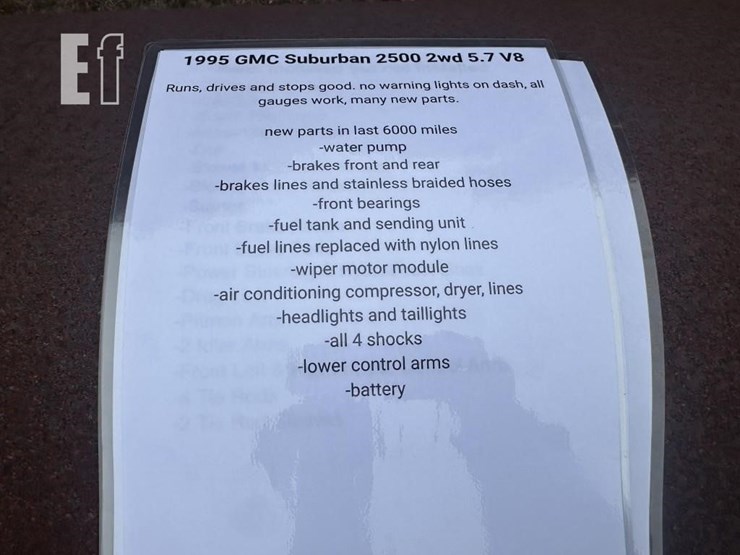 Ef
1995 GMC Suburban 2500 2wd 5.7 V8
Runs, drives and stops good. no warning lights on dash, all
gauges work, many new parts.
new parts in last 6000 miles
-water pump
-brakes front and rear
-brakes lines and stainless braided hoses
-front bearings
-fuel tank and sending unit
-fuel lines replaced with nylon lines
-wiper motor module
-air conditioning compressor, dryer, lines
-headlights and taillights
-all 4 shocks
-lower control arms
-battery